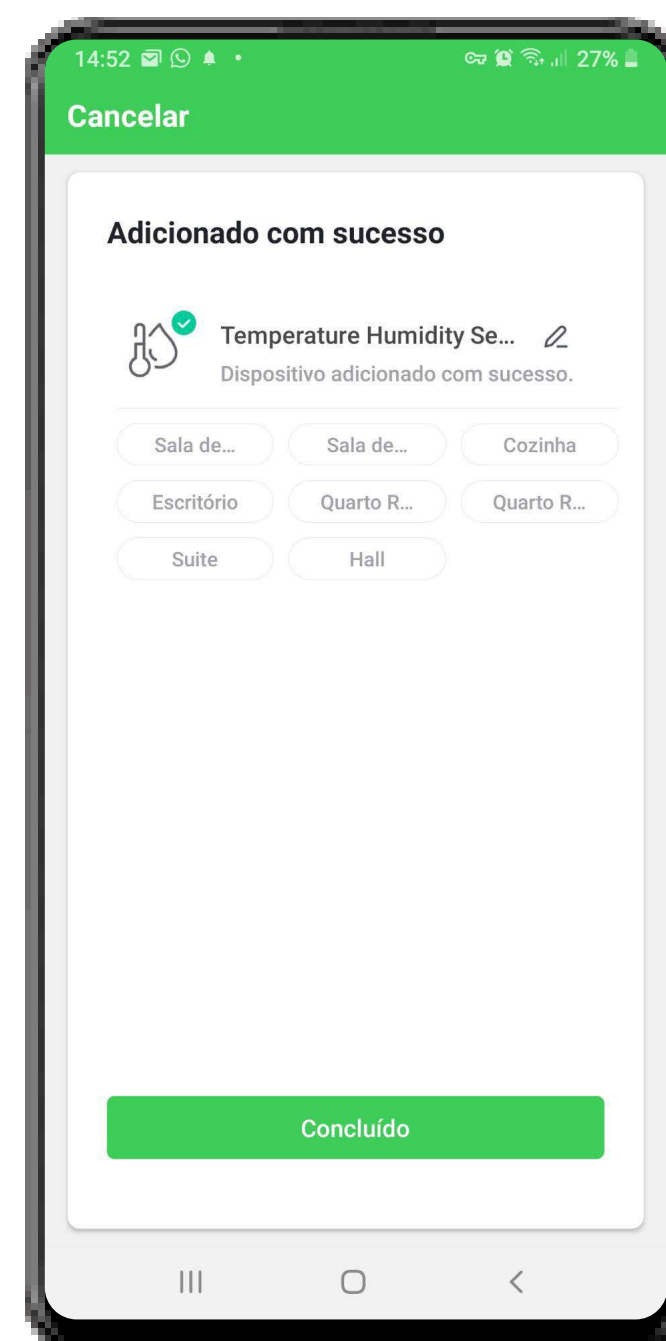 14:52 27%
Cancelar
Adicionado com sucesso
Temperature Humidity Se...
Dispositivo adicionado com sucesso.
Sala de... Sala de... Cozinha
Escritório Quarto R... Quarto R...
Suite Hall
Concluído